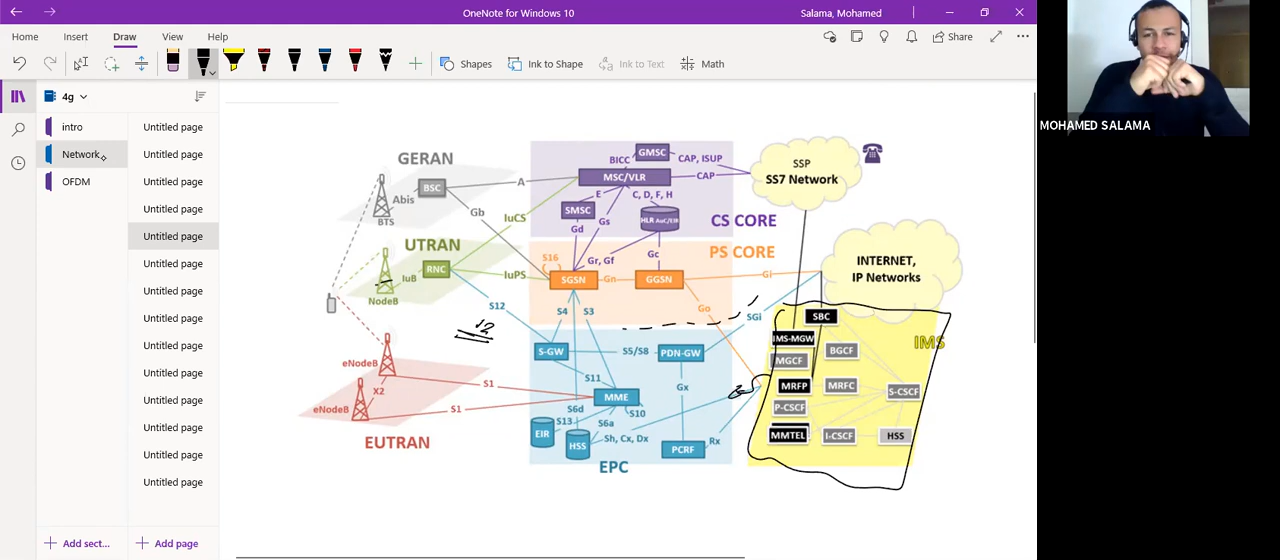 OneNote for Windows 10
Salama, Mohamed
Home Insert Draw View Help
Share
Shapes
Ink to Shape
Ink to Text
Math
4g
intro
Network
OFDM
Untitled page
Untitled page
Untitled page
Untitled page
Untitled page
Untitled page
Untitled page
Untitled page
Untitled page
Untitled page
Untitled page
Untitled page
Untitled page
Untitled page
Add sect...
Add page
MOHAMED SALAMA
GERAN
BSC
Abis
BTS
A
Gb
UTRAN
RNC
IuB
NodeB
IuCS
IuPS
S12
eNodeB
X2
eNodeB
S1
S1
EUTRAN
GMSC
BICC
CAP, ISUP
MSC/VLR
CAP
E
C, D, F, H
SMSC
HLR AuC/EIR
Gd
Gs
CS CORE
PS CORE
Gr, Gf
Gc
S16
SGSN
Gn
GGSN
Gi
Go
S4
S3
SGi
S-GW
S5/S8
PDN-GW
S11
Gx
MME
S10
S6d
S13
S6a
EIR
HSS
Sh, Cx, Dx
PCRF
Rx
EPC
SSP
SS7 Network
INTERNET,
IP Networks
SBC
IMS
IMS-MGW
MGCF
BGCF
MRFP
MRFC
S-CSCF
P-CSCF
MMTEL
I-CSCF
HSS